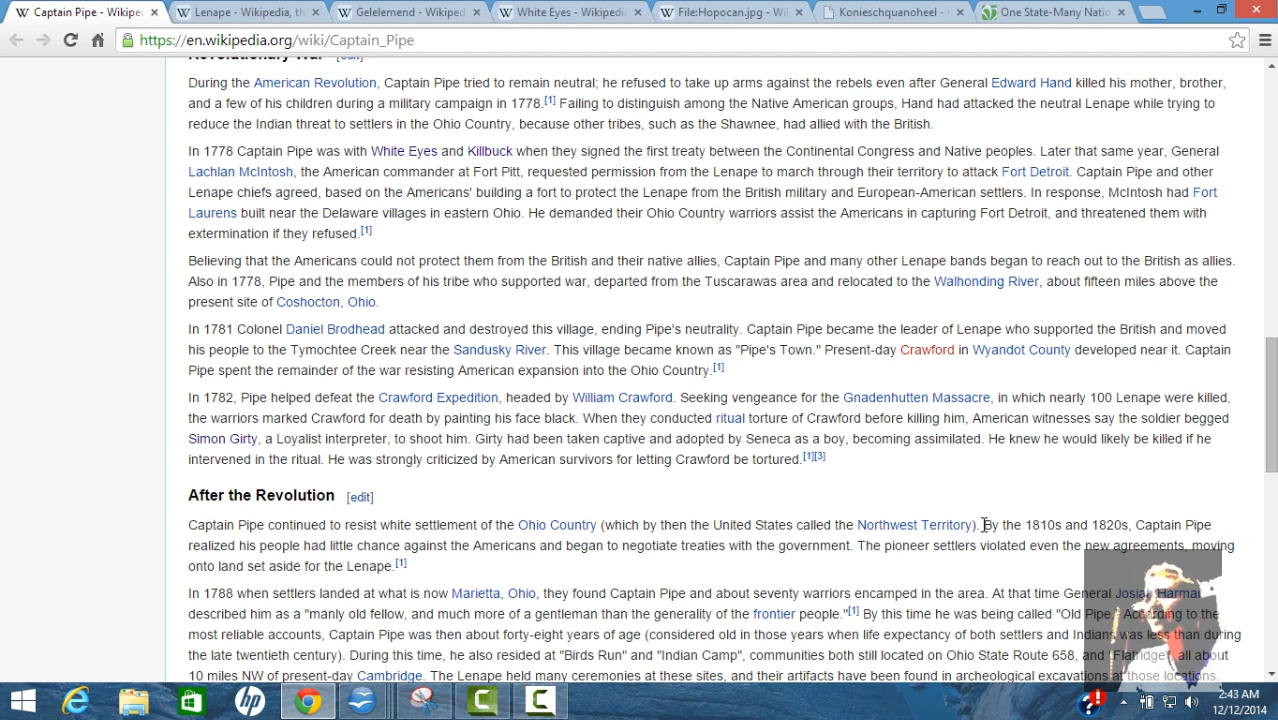 Captain Pipe - Wikipe
Lenape - Wikipedia, th
Gelelemend - Wikiped
White Eyes - Wikipedi
File:Hopocan.jpg - Wi
Konieschquanoheel -
One State-Many Natio
https://en.wikipedia.org/wiki/Captain_Pipe
Revolutionary War [edit]
During the American Revolution, Captain Pipe tried to remain neutral; he refused to take up arms against the rebels even after General Edward Hand killed his mother, brother,
and a few of his children during a military campaign in 1778.[1] Failing to distinguish among the Native American groups, Hand had attacked the neutral Lenape while trying to
reduce the Indian threat to settlers in the Ohio Country, because other tribes, such as the Shawnee, had allied with the British.
In 1778 Captain Pipe was with White Eyes and Killbuck when they signed the first treaty between the Continental Congress and Native peoples. Later that same year, General
Lachlan McIntosh, the American commander at Fort Pitt, requested permission from the Lenape to march through their territory to attack Fort Detroit. Captain Pipe and other
Lenape chiefs agreed, based on the Americans' building a fort to protect the Lenape from the British military and European-American settlers. In response, McIntosh had Fort
Laurens built near the Delaware villages in eastern Ohio. He demanded their Ohio Country warriors assist the Americans in capturing Fort Detroit, and threatened them with
extermination if they refused.[1]
Believing that the Americans could not protect them from the British and their native allies, Captain Pipe and many other Lenape bands began to reach out to the British as allies.
Also in 1778, Pipe and the members of his tribe who supported war, departed from the Tuscarawas area and relocated to the Walhonding River, about fifteen miles above the
present site of Coshocton, Ohio.
In 1781 Colonel Daniel Brodhead attacked and destroyed this village, ending Pipe's neutrality. Captain Pipe became the leader of Lenape who supported the British and moved
his people to the Tymochtee Creek near the Sandusky River. This village became known as "Pipe's Town." Present-day Crawford in Wyandot County developed near it. Captain
Pipe spent the remainder of the war resisting American expansion into the Ohio Country.[1]
In 1782, Pipe helped defeat the Crawford Expedition, headed by William Crawford. Seeking vengeance for the Gnadenhutten Massacre, in which nearly 100 Lenape were killed,
the warriors marked Crawford for death by painting his face black. When they conducted ritual torture of Crawford before killing him, American witnesses say the soldier begged
Simon Girty, a Loyalist interpreter, to shoot him. Girty had been taken captive and adopted by Seneca as a boy, becoming assimilated. He knew he would likely be killed if he
intervened in the ritual. He was strongly criticized by American survivors for letting Crawford be tortured.[1][3]
After the Revolution [edit]
Captain Pipe continued to resist white settlement of the Ohio Country (which by then the United States called the Northwest Territory). By the 1810s and 1820s, Captain Pipe
realized his people had little chance against the Americans and began to negotiate treaties with the government. The pioneer settlers violated even the new agreements, moving
onto land set aside for the Lenape.[1]
In 1788 when settlers landed at what is now Marietta, Ohio, they found Captain Pipe and about seventy warriors encamped in the area. At that time General Josiah Harmar
described him as a "manly old fellow, and much more of a gentleman than the generality of the frontier people."[1] By this time he was being called "Old Pipe". According to the
most reliable accounts, Captain Pipe was then about forty-eight years of age (considered old in those years when life expectancy of both settlers and Indians was less than during
the late twentieth century). During this time, he also resided at "Birds Run" and "Indian Camp", communities both still located on Ohio State Route 658, and "Flatridge", all about
10 miles NW of present-day Cambridge. The Lenape held many ceremonies at these sites, and their artifacts have been found in archeological excavations at those locations.
2:43 AM
12/12/2014